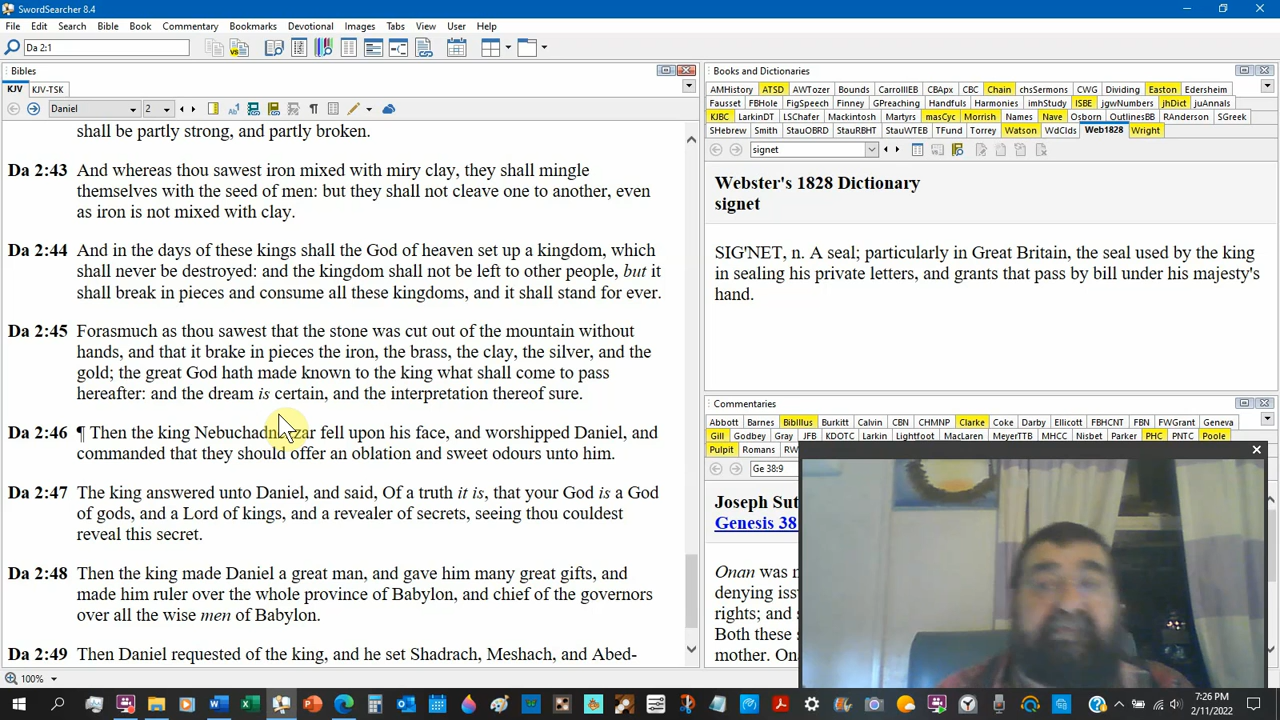 SwordSearcher 8.4
File Edit Search Bible Book Commentary Bookmarks Devotional Images Tabs View User Help
Da 2:1
Bibles
KJV KJV-TSK
Daniel 2
shall be partly strong, and partly broken.
Da 2:43 And whereas thou sawest iron mixed with miry clay, they shall mingle
themselves with the seed of men: but they shall not cleave one to another, even
as iron is not mixed with clay.
Da 2:44 And in the days of these kings shall the God of heaven set up a kingdom, which
shall never be destroyed: and the kingdom shall not be left to other people, but it
shall break in pieces and consume all these kingdoms, and it shall stand for ever.
Da 2:45 Forasmuch as thou sawest that the stone was cut out of the mountain without
hands, and that it brake in pieces the iron, the brass, the clay, the silver, and the
gold; the great God hath made known to the king what shall come to pass
hereafter: and the dream is certain, and the interpretation thereof sure.
Da 2:46 ¶ Then the king Nebuchadnezzar fell upon his face, and worshipped Daniel, and
commanded that they should offer an oblation and sweet odours unto him.
Da 2:47 The king answered unto Daniel, and said, Of a truth it is, that your God is a God
of gods, and a Lord of kings, and a revealer of secrets, seeing thou couldest
reveal this secret.
Da 2:48 Then the king made Daniel a great man, and gave him many great gifts, and
made him ruler over the whole province of Babylon, and chief of the governors
over all the wise men of Babylon.
Da 2:49 Then Daniel requested of the king, and he set Shadrach, Meshach, and Abed-
100%
Books and Dictionaries
AMHistory ATSD AWTozer Bounds CarrollIEB CBApx CBC Chain chsSermons CWG Dividing Easton Edersheim
Fausset FBHole FigSpeech Finney GPreaching Handfuls Harmonies imhStudy ISBE jgwNumbers jhDict juAnnals
KJBC LarkinDT LSChafer Mackintosh Martyrs masCyc Morrish Names Nave Osborn OutlinesBB RAnderson SGreek
SHebrew Smith StauOBRD StauRBHT StauWTEB TFund Torrey Watson WdClds Web1828 Wright
signet
Webster's 1828 Dictionary
signet
SIG'NET, n. A seal; particularly in Great Britain, the seal used by the king
in sealing his private letters, and grants that pass by bill under his majesty's
hand.
Commentaries
Abbott Barnes BibIllus Burkitt Calvin CBN CHMNP Clarke Coke Darby FBN FBHCNT FWGrant Geneva
Gill Godbey Gray JFB KDOTC Larkin Lightfoot MacLaren MeyerTTB MHCC Nisbet Parker PHC PNTC Poole
Pulpit Romans
Ge 38:9
Joseph Sut
Genesis 38
Onan was
denying
rights; and
Both these
mother.
7:26 PM
2/11/2022